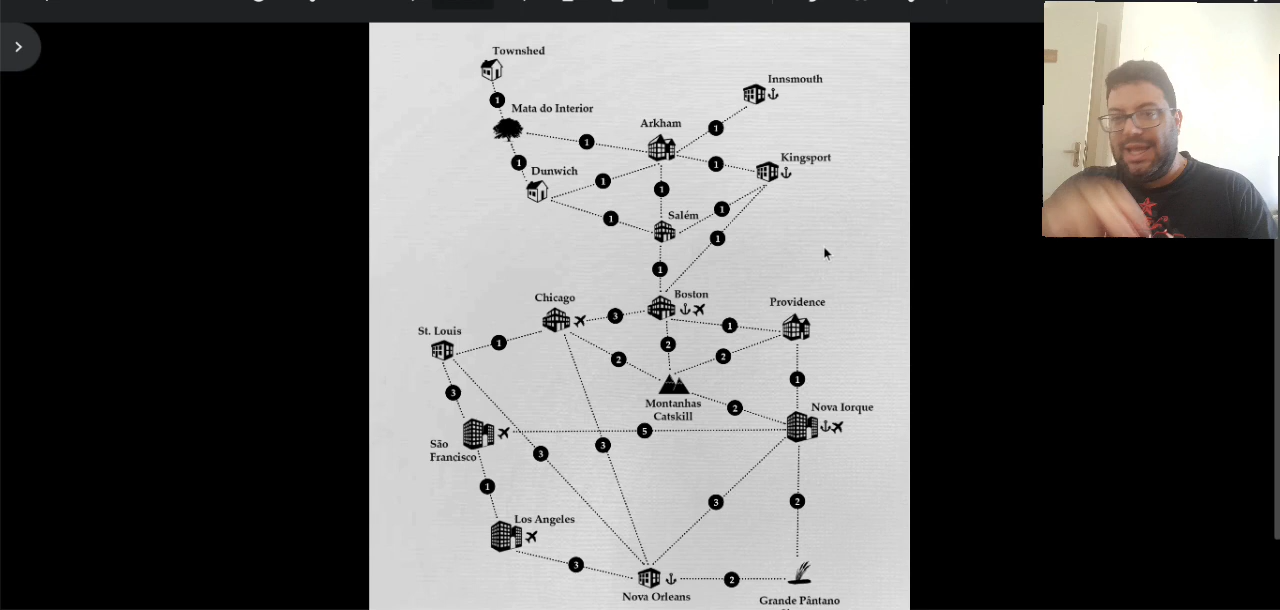 Townshed
1
Mata do Interior
Innsmouth
Arkham
1
1
1
Kingsport
1
Dunwich
1
1
1
1
Salém
1
1
1
Boston
Chicago
Providence
3
1
St. Louis
1
2
2
2
1
3
Montanhas
Catskill
2
Nova Iorque
5
São
Francisco
3
3
1
3
2
Los Angeles
3
2
Nova Orleans
Grande Pântano